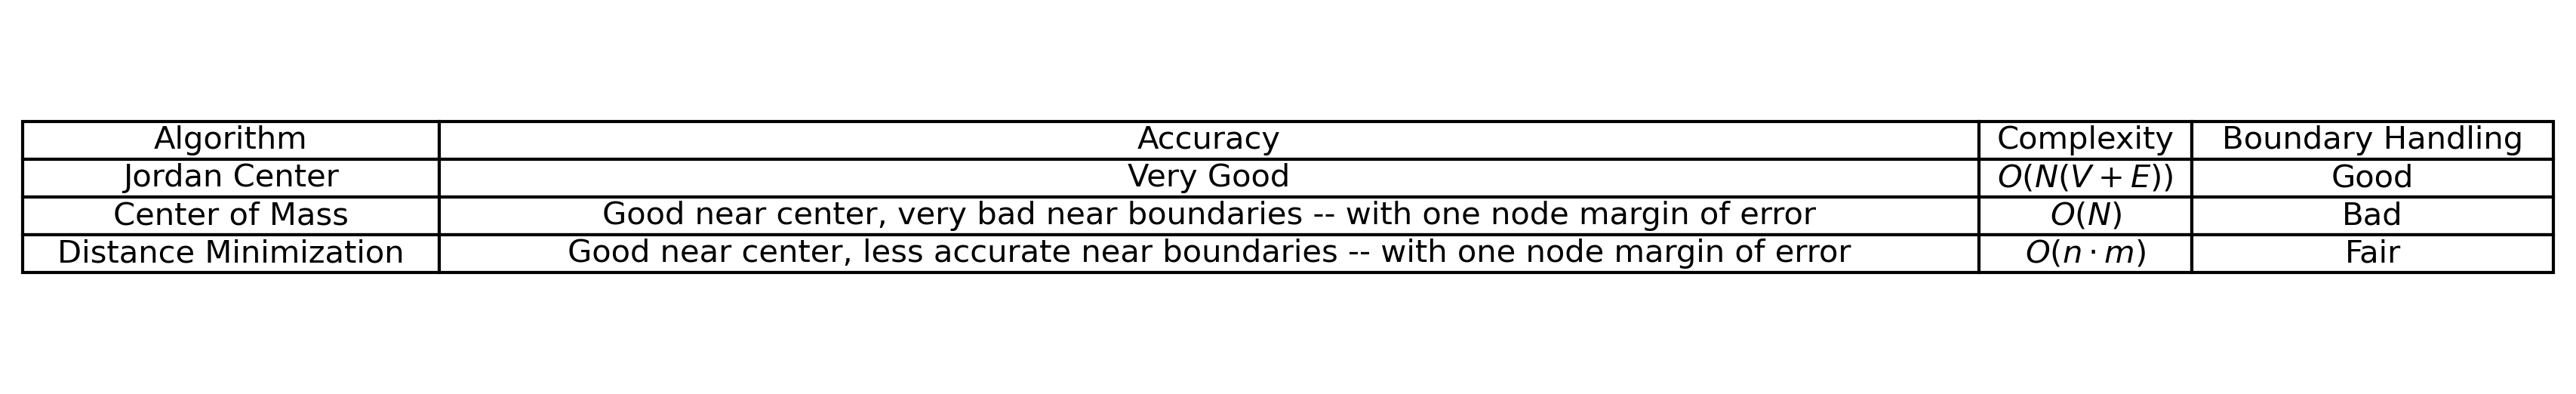 Algorithm Accuracy Complexity Boundary Handling
Jordan Center Very Good O(N(V + E)) Good
Center of Mass Good near center, very bad near boundaries -- with one node margin of error O(N) Bad
Distance Minimization Good near center, less accurate near boundaries -- with one node margin of error O(n · m) Fair